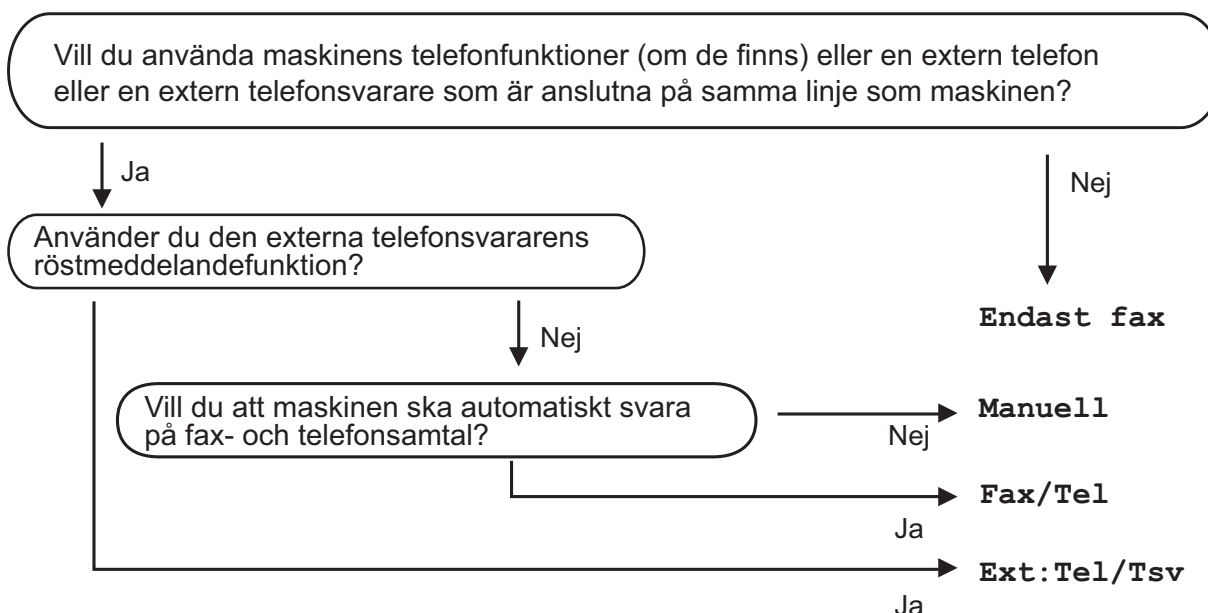 Vill du använda maskinens telefonfunktioner (om de finns) eller en extern telefon
eller en extern telefonsvarare som är anslutna på samma linje som maskinen?
Ja
Nej
Använder du den externa telefonsvararens
röstmeddelandefunktion?
Endast fax
Nej
Vill du att maskinen ska automatiskt svara
på fax- och telefonsamtal?
Manuell
Nej
Fax/Tel
Ja
Ext:Tel/Tsv
Ja